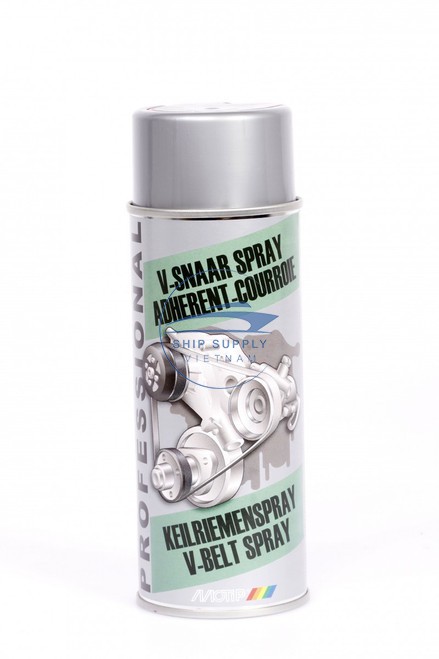 PROFESSIONAL
V-SNAAR SPRAY
ADHERENT-COURROIE
SHIP SUPPLY
VIETNAM
KEILRIEMENSPRAY
V-BELT SPRAY
MOTIP